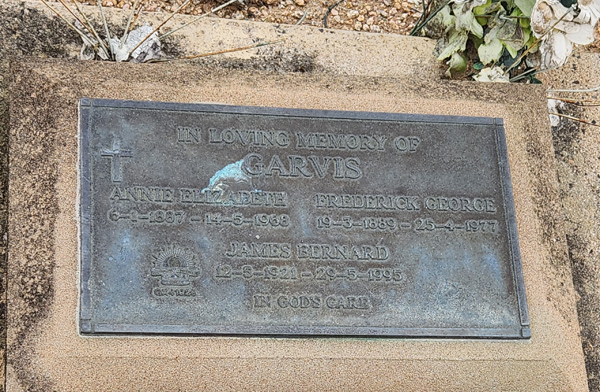 IN LOVING MEMORY OF
GARVIS
ANNIE ELIZABETH FREDERICK GEORGE
6-1-1887 – 14-5-1968 19-3-1889 – 25-4-1977
JAMES BERNARD
12-8-1921 – 29-5-1995
IN GOD'S CARE